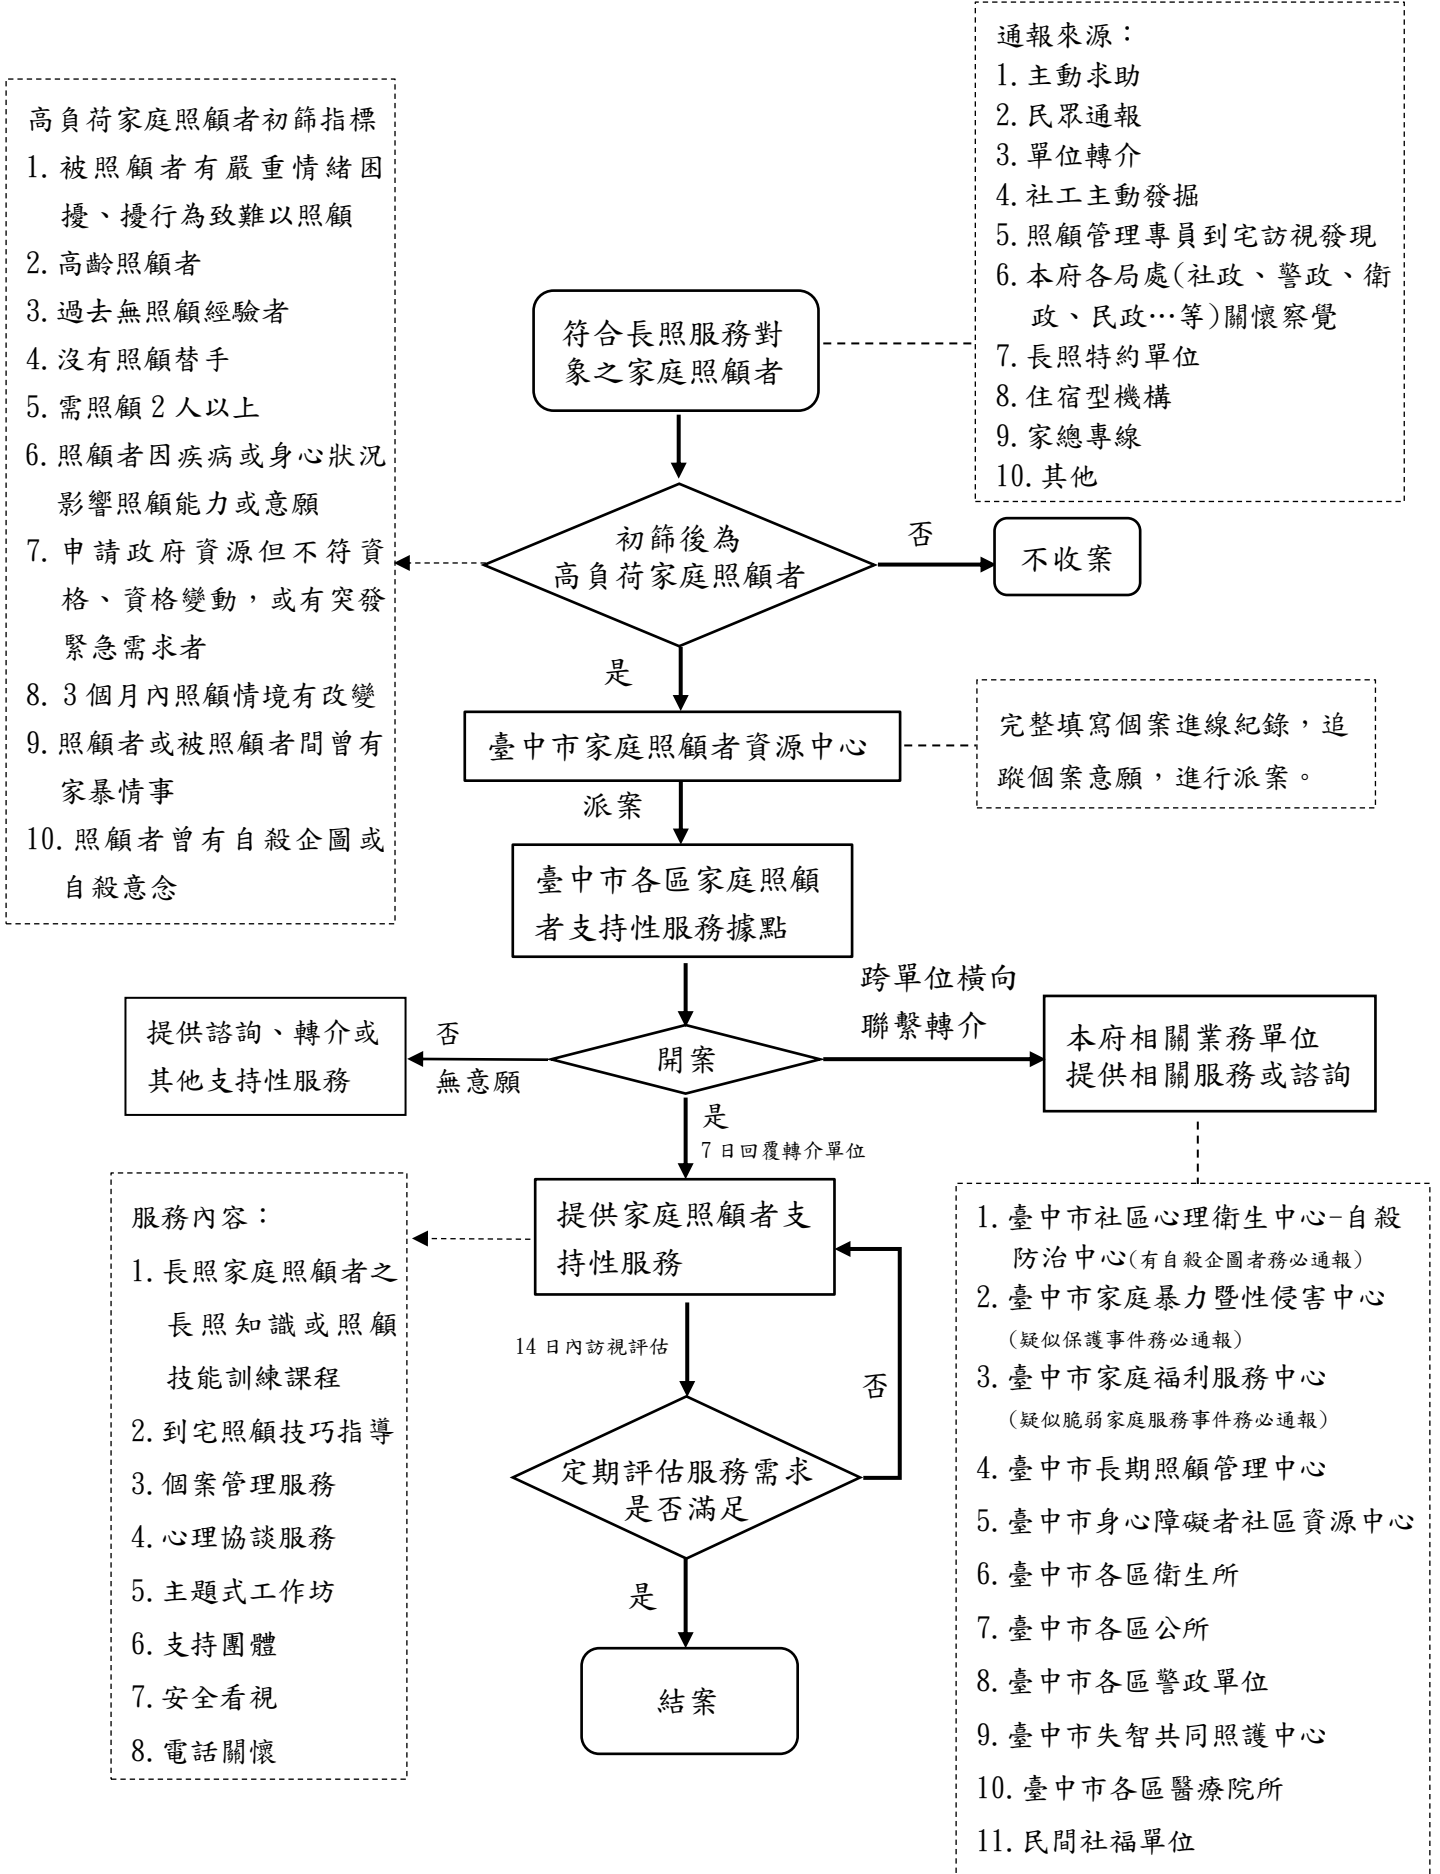 通報來源：
1.主動求助
2.民眾通報
3.單位轉介
4.社工主動發掘
5.照顧管理專員到宅訪視發現
6.本府各局處(社政、警政、衛
政、民政…等)關懷察覺
7.長照特約單位
8.住宿型機構
9.家總專線
10.其他
高負荷家庭照顧者初篩指標
1.被照顧者有嚴重情緒困
擾、擾行為致難以照顧
2.高齡照顧者
3.過去無照顧經驗者
4.沒有照顧替手
5.需照顧2人以上
6.照顧者因疾病或身心狀況
影響照顧能力或意願
7.申請政府資源但不符資
格、資格變動，或有突發
緊急需求者
8. 3個月內照顧情境有改變
9.照顧者或被照顧者間曾有
家暴情事
10.照顧者曾有自殺企圖或
自殺意念
符合長照服務對
象之家庭照顧者
初篩後為
高負荷家庭照顧者
否
不收案
是
臺中市家庭照顧者資源中心
完整填寫個案進線紀錄，追
蹤個案意願，進行派案。
派案
臺中市各區家庭照顧
者支持性服務據點
跨單位橫向
聯繫轉介
提供諮詢、轉介或
其他支持性服務
否
無意願
開案
本府相關業務單位
提供相關服務或諮詢
是
7日回覆轉介單位
提供家庭照顧者支
持性服務
服務內容：
1.長照家庭照顧者之
長照知識或照顧
技能訓練課程
2.到宅照顧技巧指導
3.個案管理服務
4.心理協談服務
5.主題式工作坊
6.支持團體
7.安全看視
8.電話關懷
14日內訪視評估
否
定期評估服務需求
是否滿足
是
結案
1.臺中市社區心理衛生中心-自殺
防治中心(有自殺企圖者務必通報)
2.臺中市家庭暴力暨性侵害中心
(疑似保護事件務必通報)
3.臺中市家庭福利服務中心
(疑似脆弱家庭服務事件務必通報)
4.臺中市長期照顧管理中心
5.臺中市身心障礙者社區資源中心
6.臺中市各區衛生所
7.臺中市各區公所
8.臺中市各區警政單位
9.臺中市失智共同照護中心
10.臺中市各區醫療院所
11.民間社福單位